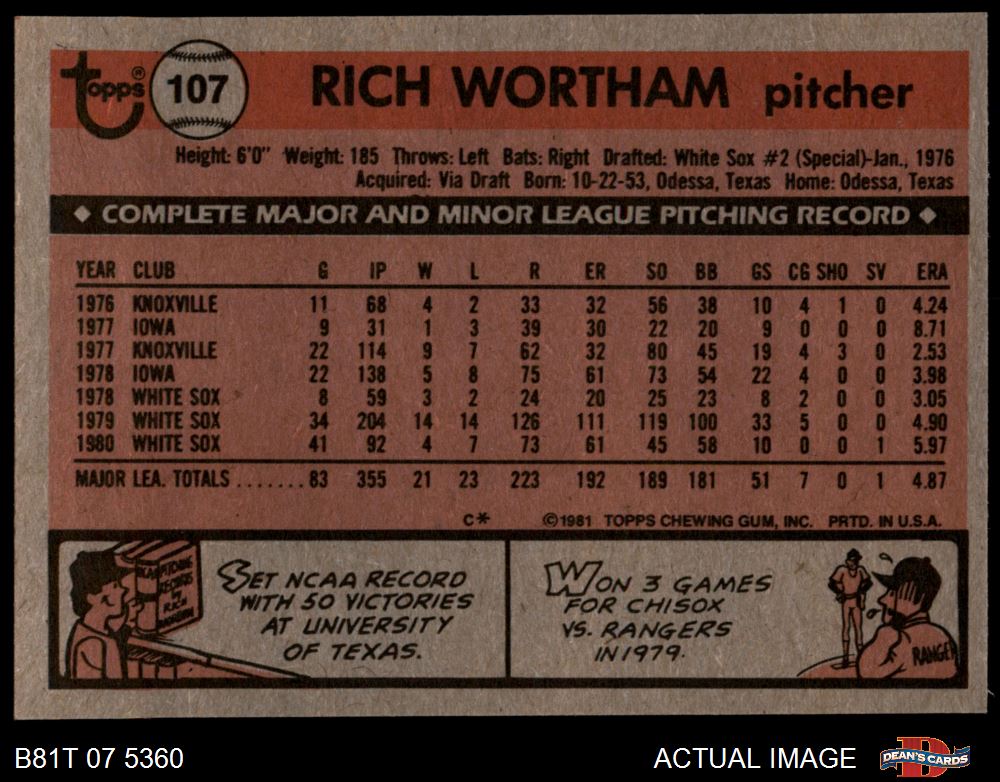 topps® 107 RICH WORTHAM pitcher
Height: 6'0" Weight: 185 Throws: Left Bats: Right Drafted: White Sox #2 (Special)-Jan., 1976
Acquired: Via Draft Born: 10-22-53, Odessa, Texas Home: Odessa, Texas
◆ COMPLETE MAJOR AND MINOR LEAGUE PITCHING RECORD ◆
YEAR CLUB G IP W L R ER SO BB GS CG SHO SV ERA
1976 KNOXVILLE 11 68 4 2 33 32 56 38 10 4 1 0 4.24
1977 IOWA 9 31 1 3 39 30 22 20 9 0 0 0 8.71
1977 KNOXVILLE 22 114 9 7 62 32 80 45 19 4 3 0 2.53
1978 IOWA 22 138 5 8 75 61 73 54 22 4 0 0 3.98
1978 WHITE SOX 8 59 3 2 24 20 25 23 8 2 0 0 3.05
1979 WHITE SOX 34 204 14 14 126 111 119 100 33 5 0 0 4.90
1980 WHITE SOX 41 92 4 7 73 61 45 58 10 0 0 1 5.97
MAJOR LEA. TOTALS ....... 83 355 21 23 223 192 189 181 51 7 0 1 4.87
C* ©1981 TOPPS CHEWING GUM, INC. PRTD. IN U.S.A.
SET NCAA RECORD
WITH 50 VICTORIES
AT UNIVERSITY
OF TEXAS.
RECORDS
by
RICH
WORTHAM
WON 3 GAMES
FOR CHISOX
VS. RANGERS
IN 1979.
RANGE
B81T 07 5360 ACTUAL IMAGE DEAN'S CARDS